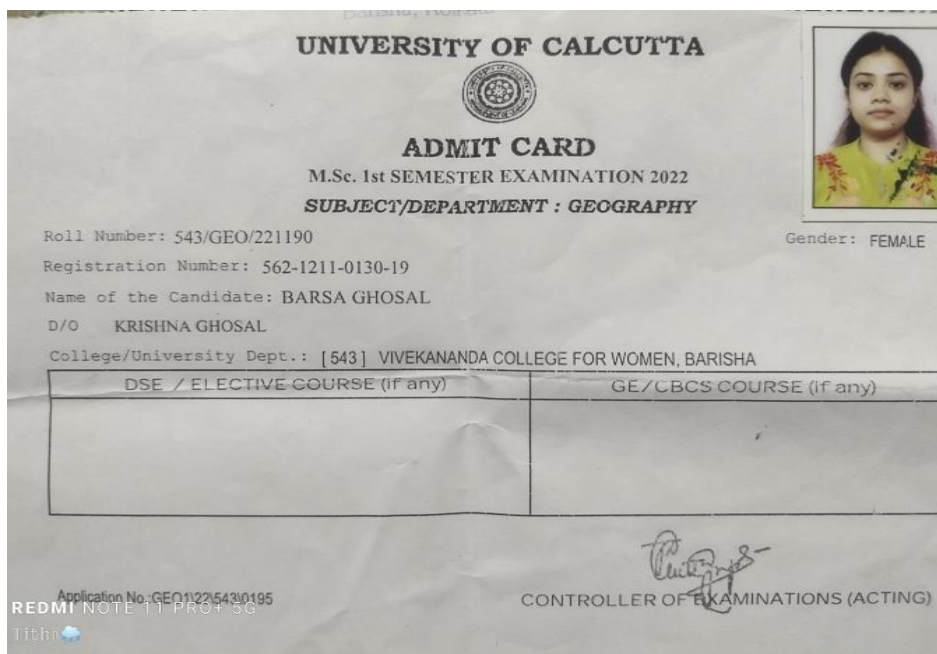 Barisha, Kolkata
UNIVERSITY OF CALCUTTA
ADMIT CARD
M.Sc. 1st SEMESTER EXAMINATION 2022
SUBJECT/DEPARTMENT : GEOGRAPHY
Roll Number: 543/GEO/221190
Gender: FEMALE
Registration Number: 562-1211-0130-19
Name of the Candidate: BARSA GHOSAL
D/O KRISHNA GHOSAL
College/University Dept.: [543] VIVEKANANDA COLLEGE FOR WOMEN, BARISHA
DSE / ELECTIVE COURSE (if any)
GE/CBCS COURSE (if any)
Application No.:GEO1\22\543\0195
CONTROLLER OF EXAMINATIONS (ACTING)
REDMI NOTE 11 PRO+ 5G
Titha